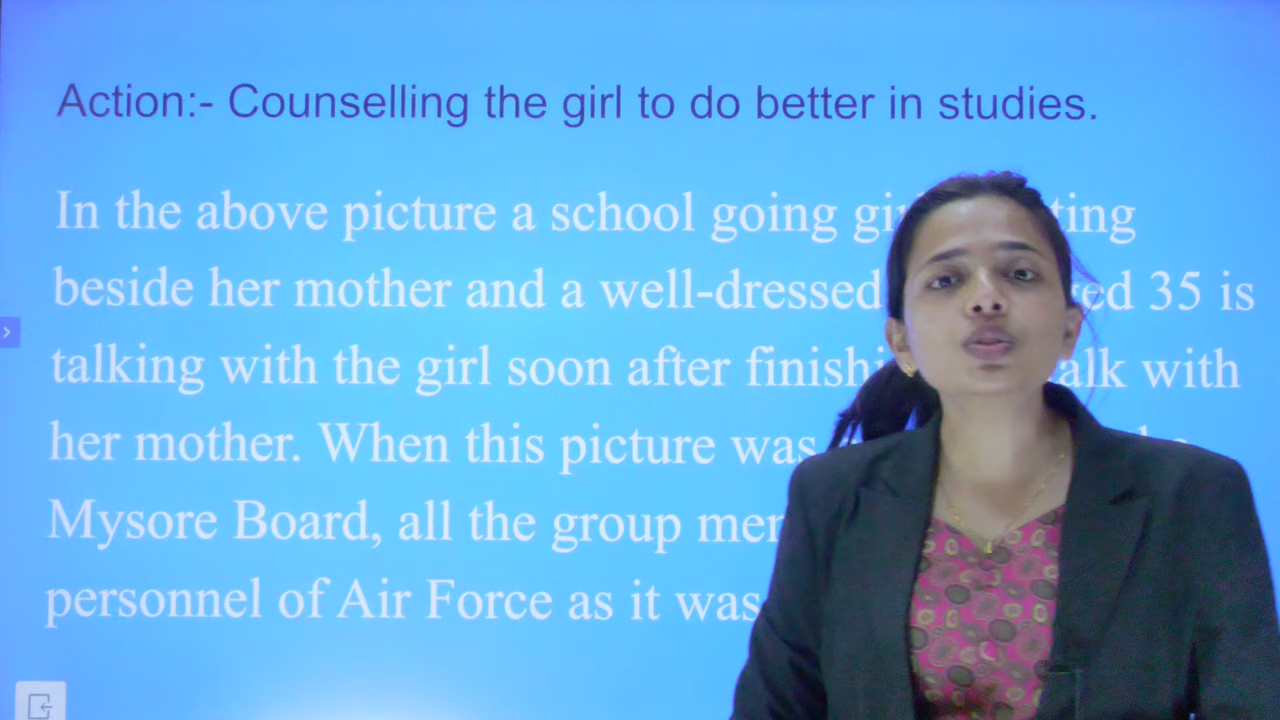 Action:- Counselling the girl to do better in studies.
In the above picture a school going
beside her mother and a well-dressed 35 is
talking with the girl soon after with
her mother. When this picture was
Mysore Board, all the group
personnel of Air Force as it was